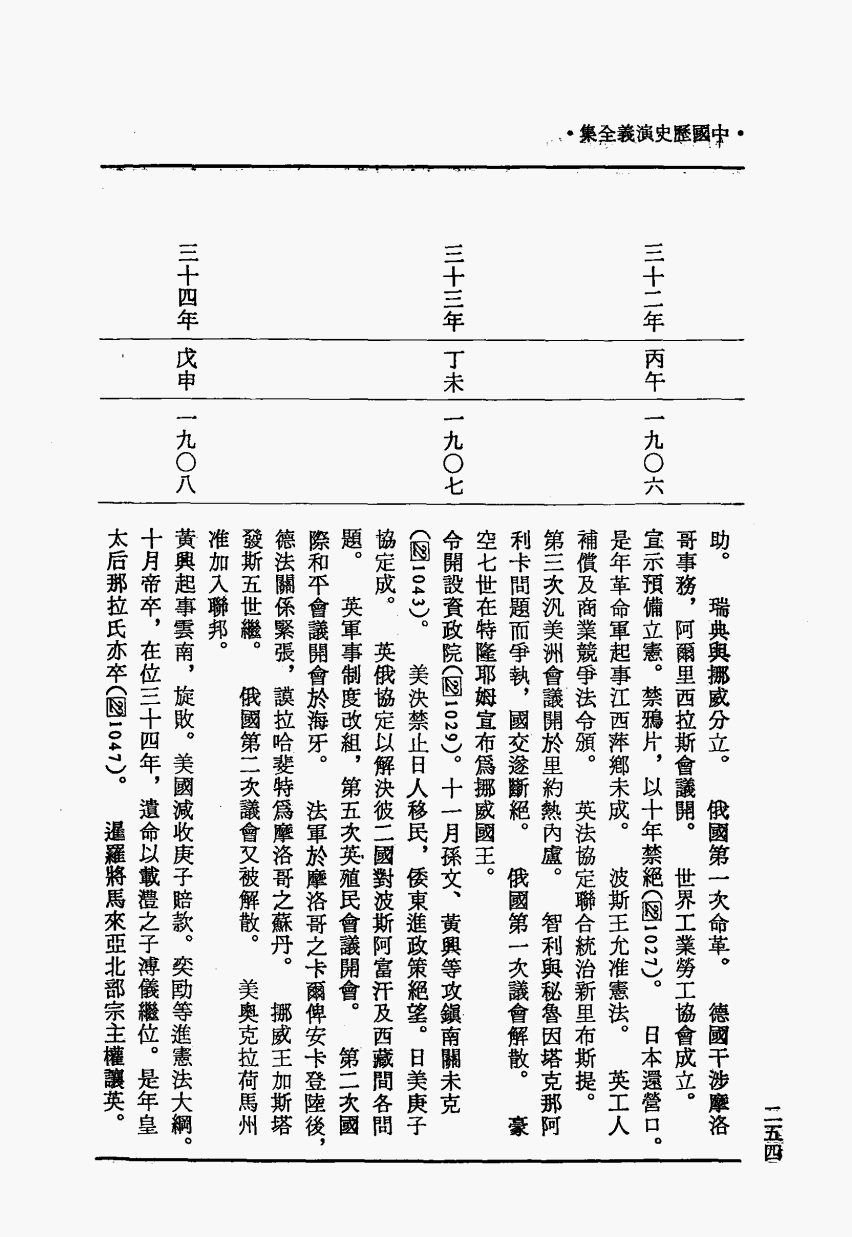 •中國歷史演義全集•
二五四
助。　瑞典與挪威分立。　俄國第一次命革。　德國干涉摩洛
哥事務，阿爾里西拉斯會議開。　世界工業勞工協會成立。
三十二年　丙午　一九〇六　宣示預備立憲。禁鴉片，以十年禁絕(図1027)。　日本還營口。
是年革命軍起事江西萍鄉未成。　波斯王允准憲法。　英工人
補償及商業競爭法令頒。　英法協定聯合統治新里布斯提。
第三次汎美洲會議開於里約熱內盧。　智利與秘魯因塔克那阿
利卡問題而爭執，國交遂斷絕。　俄國第一次議會解散。　豪
空七世在特隆耶姆宣布爲挪威國王。
三十三年　丁未　一九〇七　令開設資政院(図1029)。十一月孫文、黃興等攻鎮南關未克
(図1043)。　美決禁止日人移民，倭東進政策絕望。日美庚子
協定成。　英俄協定以解決彼二國對波斯阿富汗及西藏間各問
題。　英軍事制度改組，第五次英殖民會議開會。　第二次國
際和平會議開會於海牙。　法軍於摩洛哥之卡爾俾安卡登陸後，
德法關係緊張，謨拉哈斐特爲摩洛哥之蘇丹。　挪威王加斯塔
發斯五世繼。　俄國第二次議會又被解散。　美奧克拉荷馬州
准加入聯邦。
三十四年　戊申　一九〇八　黃興起事雲南，旋敗。美國減收庚子賠款。奕劻等進憲法大綱。
十月帝卒，在位三十四年，遺命以載灃之子溥儀繼位。是年皇
太后那拉氏亦卒(図1047)。　暹羅將馬來亞北部宗主權讓英。